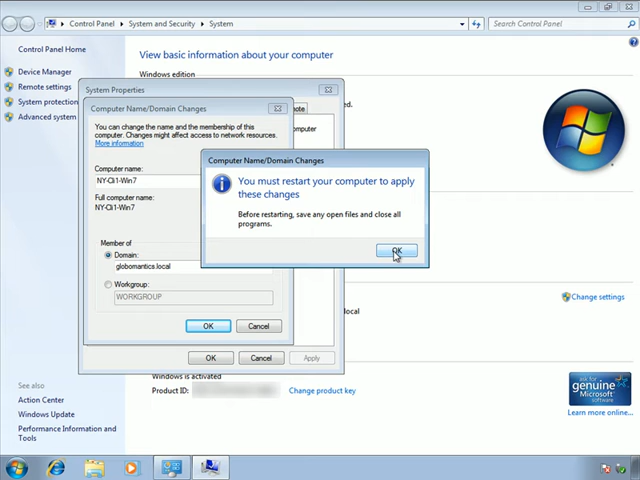 Control Panel System and Security System
Search Control Panel
Control Panel Home
Device Manager
Remote settings
System protection
Advanced system
View basic information about your computer
Windows edition
System Properties
Computer Name/Domain Changes
You can change the name and the membership of this
computer. Changes might affect access to network resources.
More information
Computer name:
NY-Cli1-Win7
Full computer name:
NY-Cli1-Win7
Member of
Domain:
globomantics.local
Workgroup:
WORKGROUP
OK Cancel
OK Cancel Apply
Computer Name/Domain Changes
You must restart your computer to apply
these changes
Before restarting, save any open files and close all
programs.
OK
Change settings
local
Windows is activated
Product ID:
Change product key
ask for
genuine
Microsoft
software
Learn more online...
See also
Action Center
Windows Update
Performance Information and
Tools